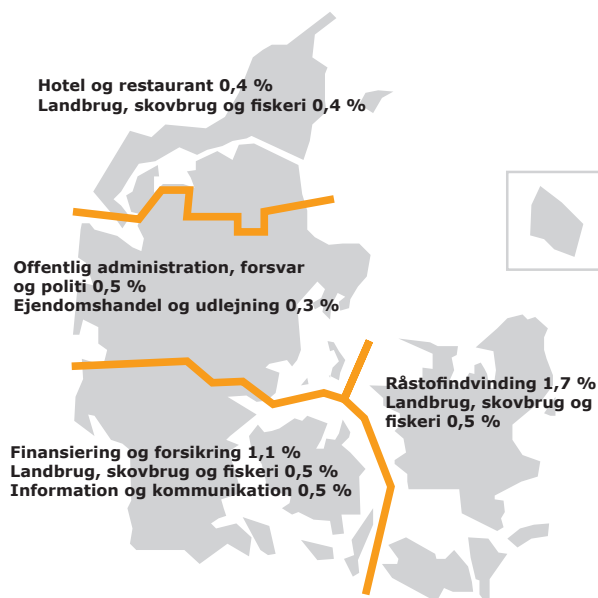 Hotel og restaurant 0,4 %
Landbrug, skovbrug og fiskeri 0,4 %
Offentlig administration, forsvar
og politi 0,5 %
Ejendomshandel og udlejning 0,3 %
Råstofindvinding 1,7 %
Landbrug, skovbrug og
fiskeri 0,5 %
Finansiering og forsikring 1,1 %
Landbrug, skovbrug og fiskeri 0,5 %
Information og kommunikation 0,5 %